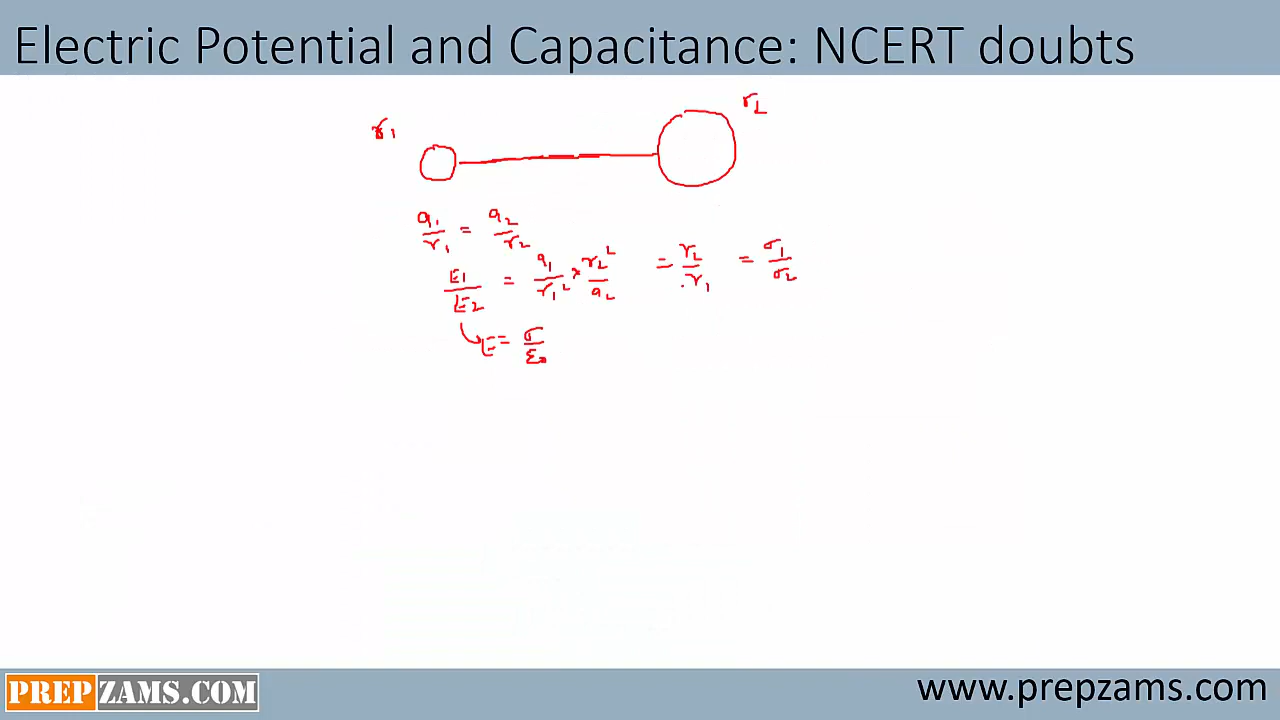 Electric Potential and Capacitance: NCERT doubts
r₁ r₂
q₁/r₁ = q₂/r₂
E₁/E₂ = q₁/r₁² × r₂²/q₂ = r₂/r₁ = σ₁/σ₂
E = σ/ε₀
PREPZAMS.COM www.prepzams.com